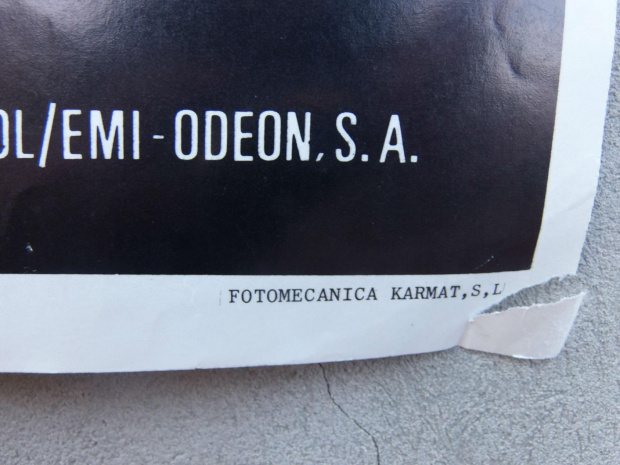 OL/EMI-ODEON, S.A.
FOTOMECANICA KARMAT,S,L